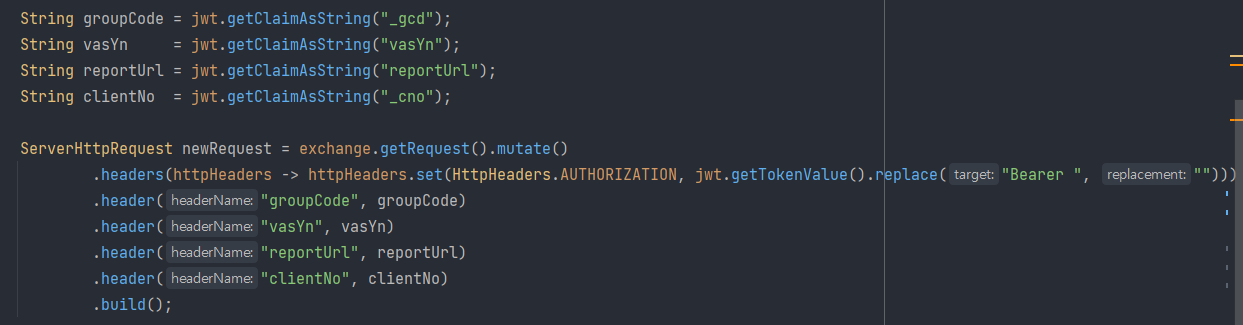 String groupCode = jwt.getClaimAsString("_gcd");
String vasYn     = jwt.getClaimAsString("vasYn");
String reportUrl = jwt.getClaimAsString("reportUrl");
String clientNo  = jwt.getClaimAsString("_cno");
ServerHttpRequest newRequest = exchange.getRequest().mutate()
.headers(httpHeaders -> httpHeaders.set(HttpHeaders.AUTHORIZATION, jwt.getTokenValue().replace( target: "Bearer ", replacement: "")))
.header( headerName: "groupCode", groupCode)
.header( headerName: "vasYn", vasYn)
.header( headerName: "reportUrl", reportUrl)
.header( headerName: "clientNo", clientNo)
.build();